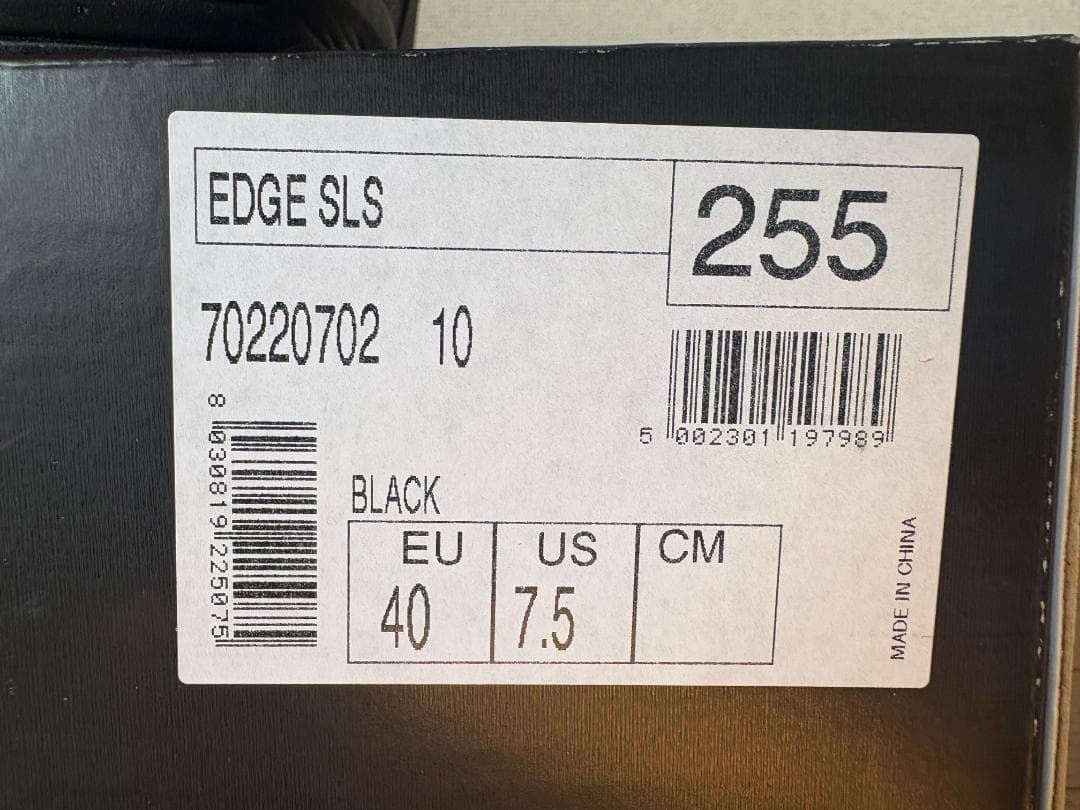 EDGE SLS
255
70220702 10
5 002301 197989
8 030819 225075
BLACK
EU US CM
40 7.5
MADE IN CHINA